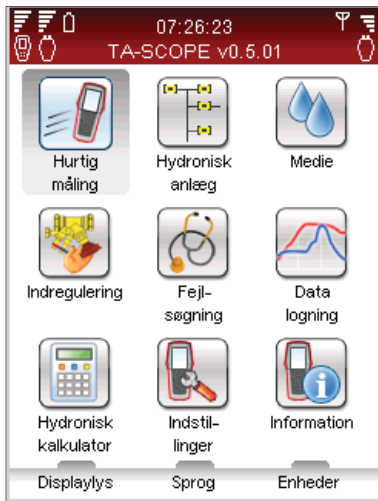 07:26:23
TA-SCOPE v0.5.01
Hurtig måling
Hydronisk anlæg
Medie
Indregulering
Fejl-
søgning
Data
logning
Hydronisk
kalkulator
Indstil-
linger
Information
Displaylys
Sprog
Enheder